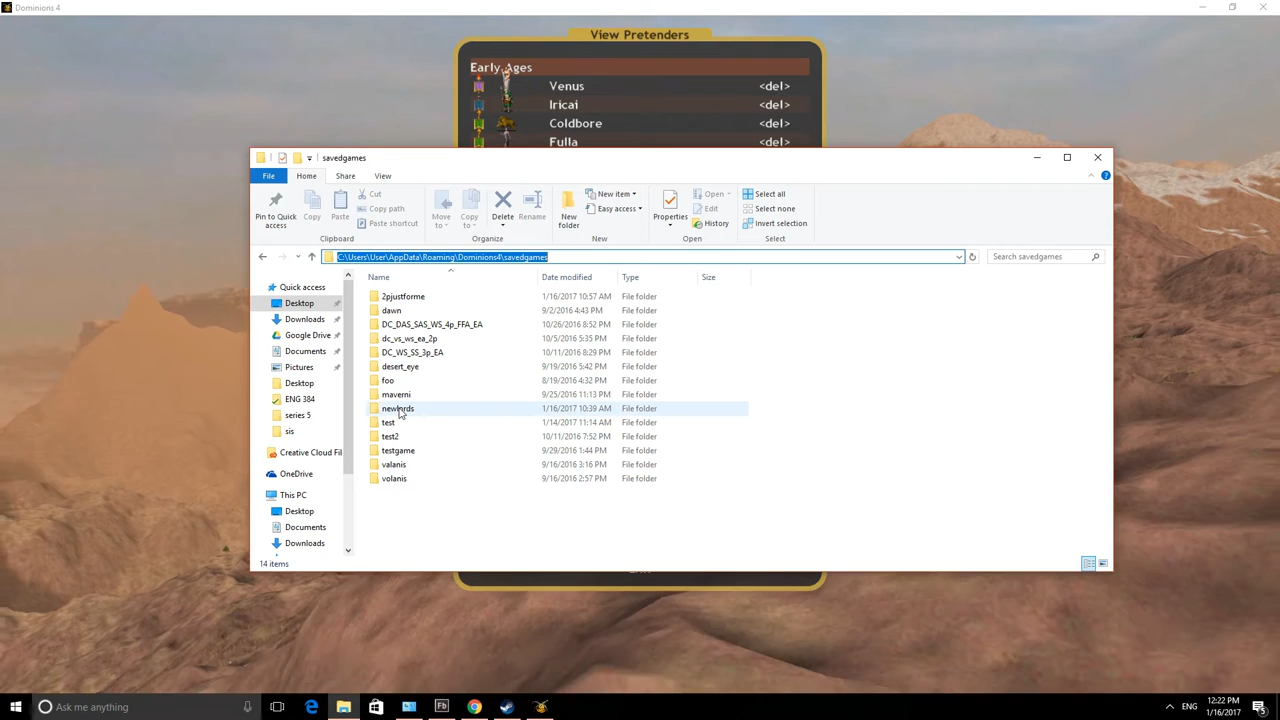 Dominions 4
View Pretenders
Early Ages
Venus <del>
Iricai <del>
Coldbore <del>
Fulla <del>
savedgames
File Home Share View
Pin to Quick access
Copy
Paste
Cut
Copy path
Paste shortcut
Clipboard
Move to
Copy to
Delete
Rename
Organize
New folder
New item
Easy access
New
Properties
Open
Edit
History
Open
Select all
Select none
Invert selection
Select
C:\Users\User\AppData\Roaming\Dominions4\savedgames
Search savedgames
Quick access
Desktop
Downloads
Google Drive
Documents
Pictures
Desktop
ENG 384
series 5
sis
Creative Cloud Fil
OneDrive
This PC
Desktop
Documents
Downloads
Name Date modified Type Size
2pjustforme 1/16/2017 10:57 AM File folder
dawn 9/2/2016 4:43 PM File folder
DC_DAS_SAS_WS_4p_FFA_EA 10/26/2016 8:52 PM File folder
dc_vs_ws_ea_2p 10/5/2016 5:35 PM File folder
DC_WS_SS_3p_EA 10/11/2016 8:29 PM File folder
desert_eye 9/19/2016 5:42 PM File folder
foo 8/19/2016 4:32 PM File folder
maverni 9/25/2016 11:13 PM File folder
newlords 1/16/2017 10:39 AM File folder
test 1/14/2017 11:14 AM File folder
test2 10/11/2016 7:52 PM File folder
testgame 9/29/2016 1:44 PM File folder
valanis 9/16/2016 3:16 PM File folder
volanis 9/16/2016 2:57 PM File folder
14 items
Ask me anything
Fb
ENG
12:22 PM
1/16/2017
5